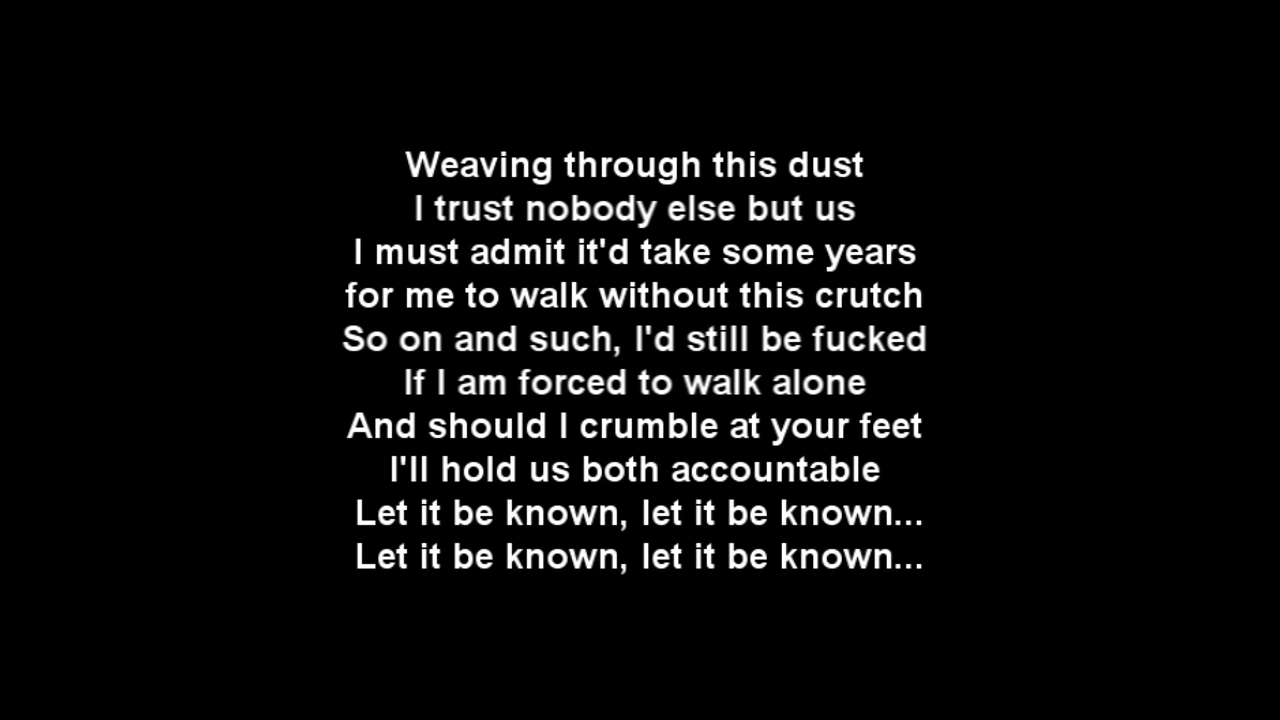 Weaving through this dust
I trust nobody else but us
I must admit it'd take some years
for me to walk without this crutch
So on and such, I'd still be fucked
If I am forced to walk alone
And should I crumble at your feet
I'll hold us both accountable
Let it be known, let it be known...
Let it be known, let it be known...